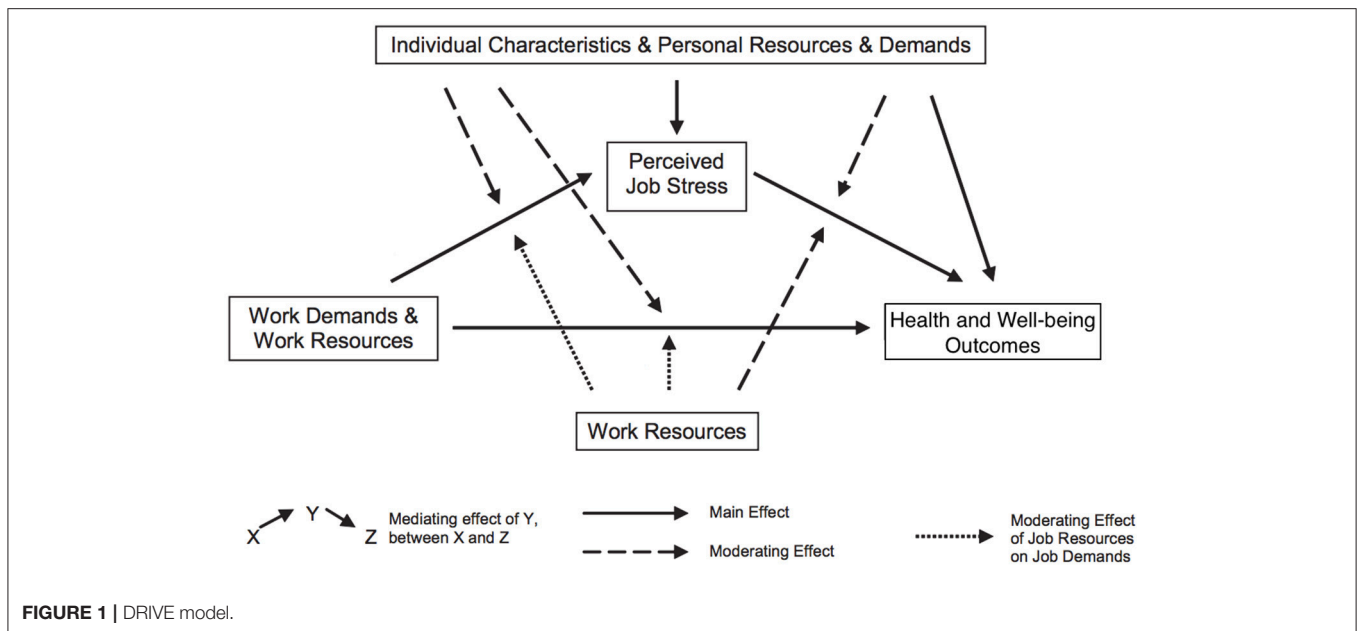 Individual Characteristics & Personal Resources & Demands
Perceived
Job Stress
Work Demands &
Work Resources
Health and Well-being
Outcomes
Work Resources
X
Y
Z
Mediating effect of Y,
between X and Z
Main Effect
Moderating Effect
Moderating Effect
of Job Resources
on Job Demands
FIGURE 1 | DRIVE model.